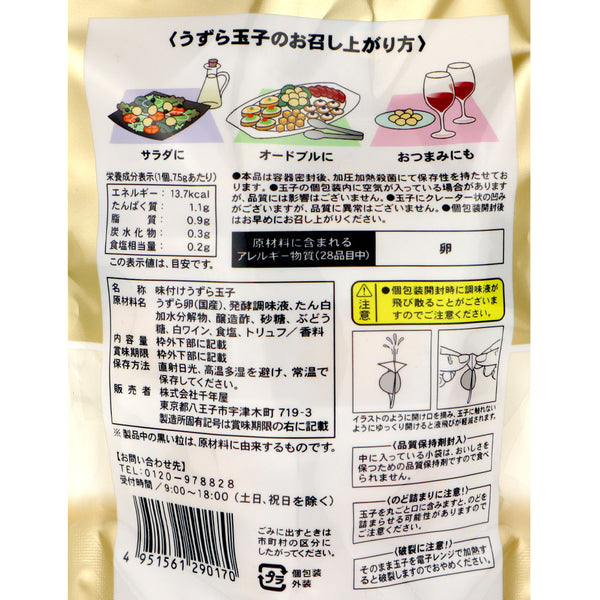 〈うずら玉子のお召し上がり方〉
サラダに
オードブルに
おつまみにも
栄養成分表示(1個、7.5gあたり)
エネルギー: 13.7kcal
たんぱく質: 1.1g
脂質: 0.9g
炭水化物: 0.3g
食塩相当量: 0.2g
この表示値は、目安です。
●本品は容器密封後、加圧加熱殺菌にて保存性を持たせて
おります。●玉子の個包装内に空気が入っている場合があります
が、品質には影響はございません。●玉子にクレーター状の凹み
がございますが、品質に異常はございません。●個包装開封後
はお早めにお召し上がりください。
原材料に含まれる
アレルギー物質(28品目中)
卵
名称 味付けうずら玉子
原材料名 うずら卵(国産)、発酵調味液、たん白
加水分解物、醸造酢、砂糖、ぶどう
糖、白ワイン、食塩、トリュフ/香料
内容量 枠外下部に記載
賞味期限 枠外下部に記載
保存方法 直射日光、高温多湿を避け、常温で
保存してください。
販売者 株式会社千年屋
東京都八王子市宇津木町 719-3
製造所固有記号は賞味期限の右に記載
※製品中の黒い粒は、原材料に由来するものです。
【お問い合わせ先】
TEL:0120-978828
受付時間/9:00~18:00(土日、祝日を除く)
注意
●個包装開封時に調味液が
飛び散ることがございま
すのでご注意ください。
イラストのように開け口を摘み、玉子に触れない
ようにゆっくり開けると液飛びが軽減されます。
〈品質保持剤封入〉
中に入っている小袋は、おいしさを
保つための品質保持剤ですので食べ
られません。
〈のど詰まりに注意!〉
玉子を丸ごと口に含みますと、のどを
詰まらせる可能性がありますので
ご注意ください。
〈破裂に注意!〉
そのまま玉子を電子レンジで加熱す
ると破裂しますのでおやめください。
ごみに出すときは
市町村の区分に
したがってください。
プラ
個包装
外装
4 951561 290170